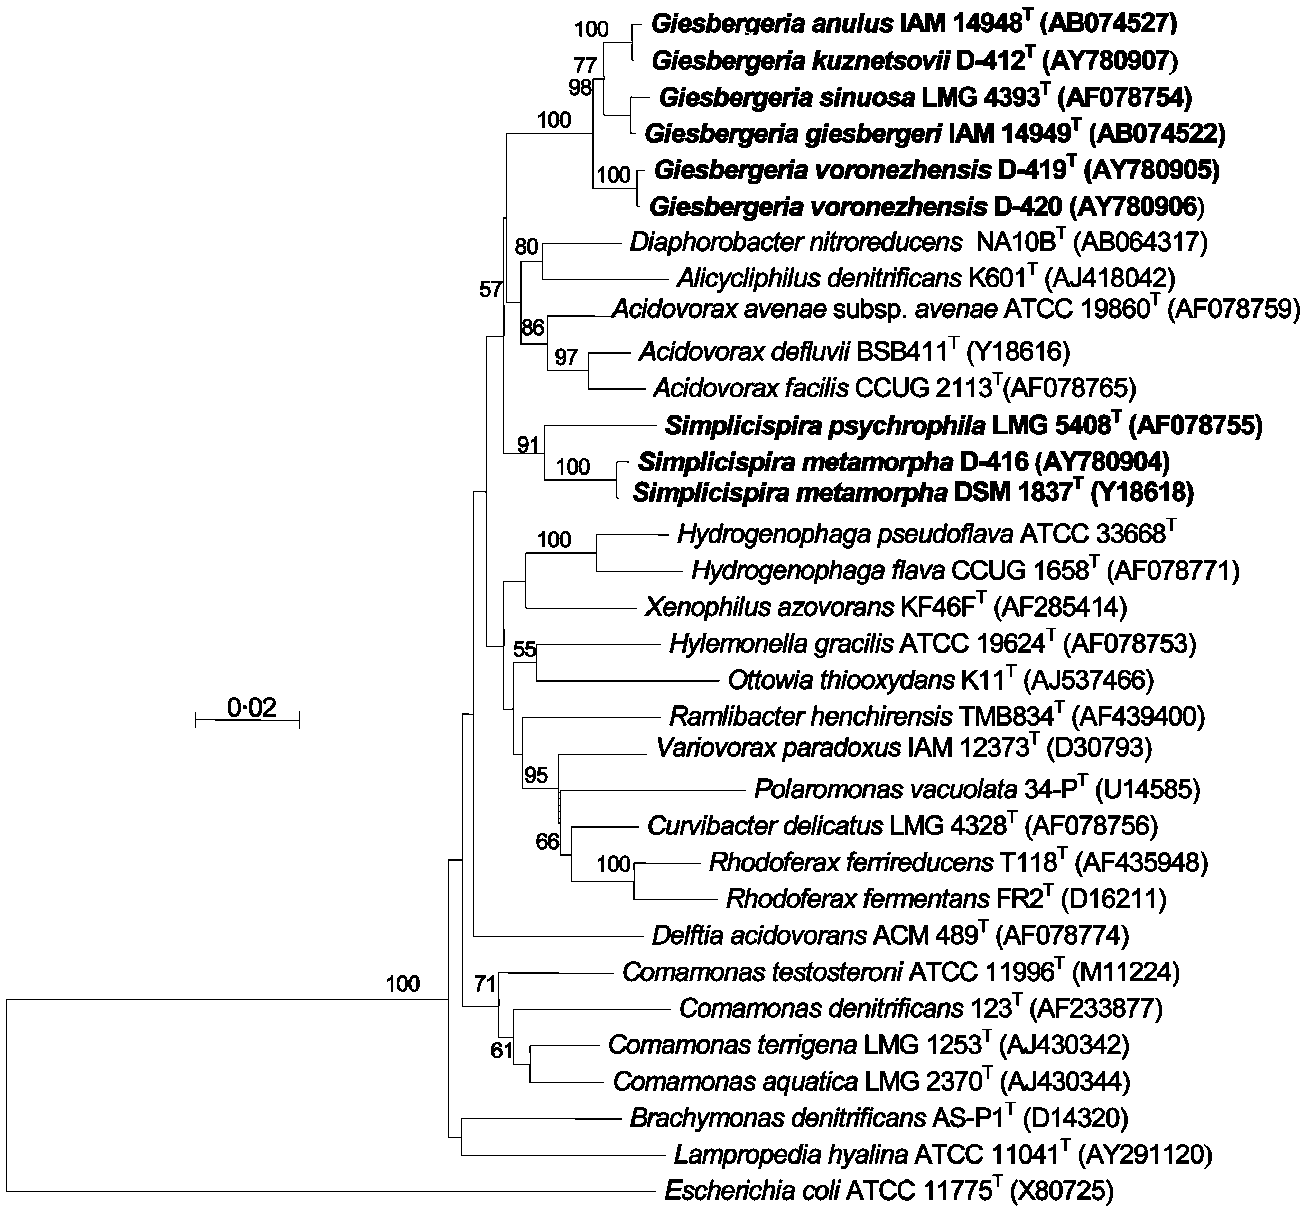 100 Giesbergeria anulus IAM 14948T (AB074527)
77 Giesbergeria kuznetsovii D-412T (AY780907)
98 Giesbergeria sinuosa LMG 4393T (AF078754)
100 Giesbergeria giesbergeri IAM 14949T (AB074522)
100 Giesbergeria voronezhensis D-419T (AY780905)
Giesbergeria voronezhensis D-420 (AY780906)
80 Diaphorobacter nitroreducens NA10BT (AB064317)
57 Alicycliphilus denitrificans K601T (AJ418042)
86 Acidovorax avenae subsp. avenae ATCC 19860T (AF078759)
97 Acidovorax defluvii BSB411T (Y18616)
Acidovorax facilis CCUG 2113T(AF078765)
91 Simplicispira psychrophila LMG 5408T (AF078755)
100 Simplicispira metamorpha D-416 (AY780904)
Simplicispira metamorpha DSM 1837T (Y18618)
100 Hydrogenophaga pseudoflava ATCC 33668T
Hydrogenophaga flava CCUG 1658T (AF078771)
Xenophilus azovorans KF46FT (AF285414)
55 Hylemonella gracilis ATCC 19624T (AF078753)
Ottowia thiooxydans K11T (AJ537466)
0·02 Ramlibacter henchirensis TMB834T (AF439400)
Variovorax paradoxus IAM 12373T (D30793)
95 Polaromonas vacuolata 34-PT (U14585)
66 Curvibacter delicatus LMG 4328T (AF078756)
100 Rhodoferax ferrireducens T118T (AF435948)
Rhodoferax fermentans FR2T (D16211)
Delftia acidovorans ACM 489T (AF078774)
100 71 Comamonas testosteroni ATCC 11996T (M11224)
Comamonas denitrificans 123T (AF233877)
61 Comamonas terrigena LMG 1253T (AJ430342)
Comamonas aquatica LMG 2370T (AJ430344)
Brachymonas denitrificans AS-P1T (D14320)
Lampropedia hyalina ATCC 11041T (AY291120)
Escherichia coli ATCC 11775T (X80725)